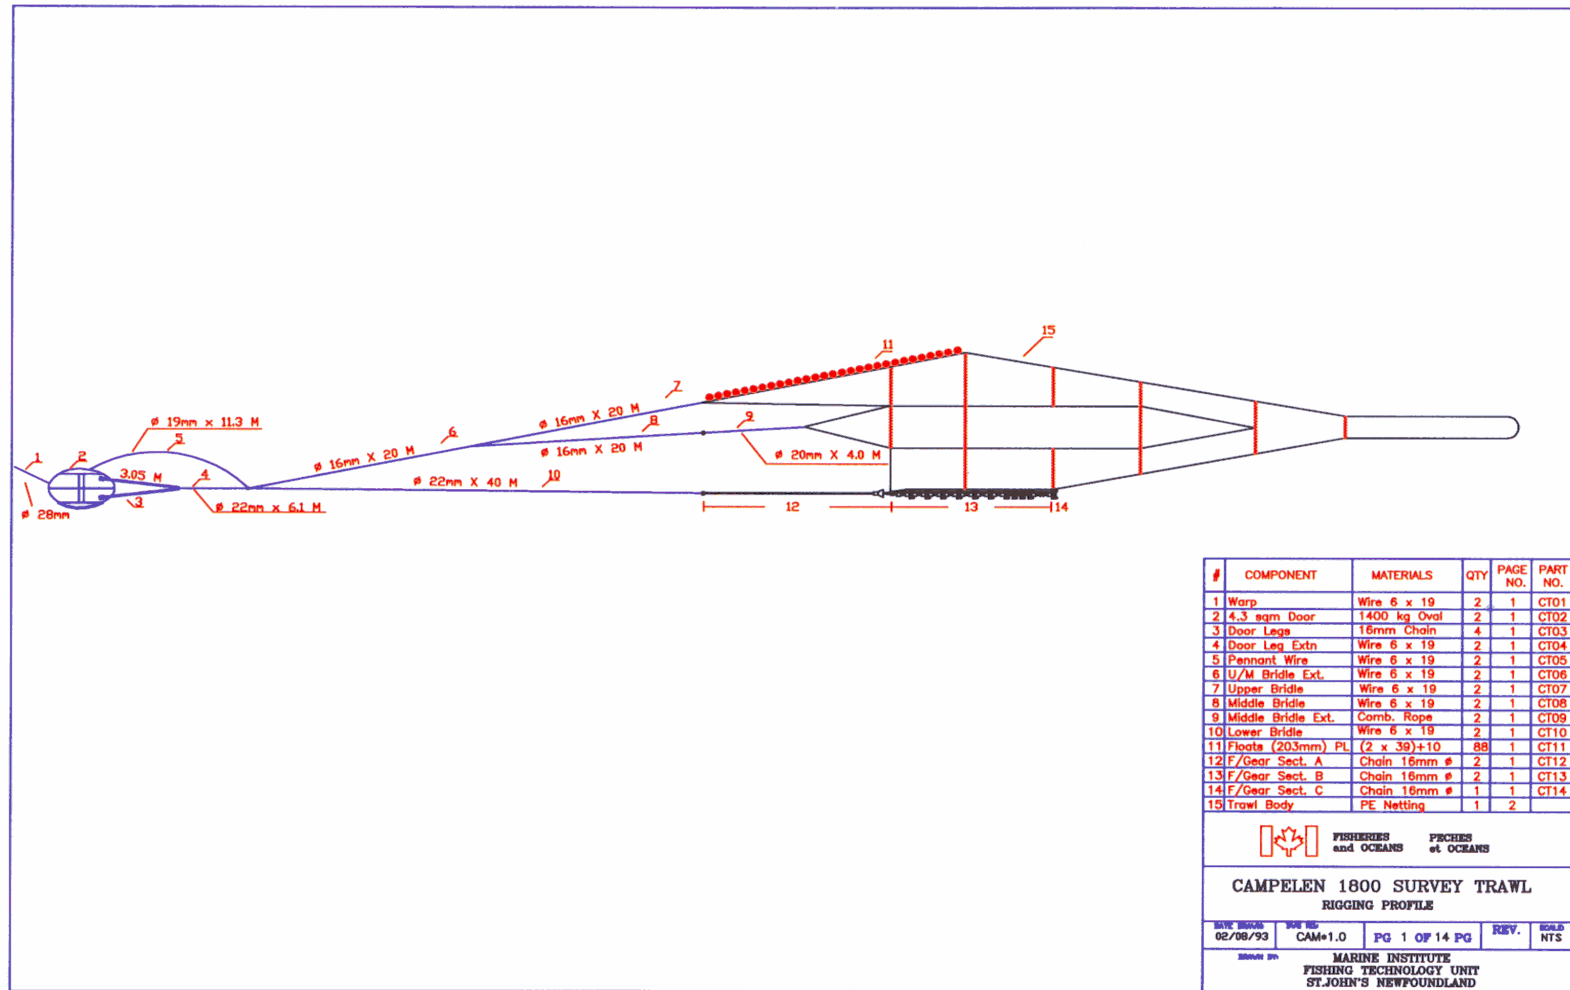 15
11
7
Ø 16mm X 20 M
9
8
Ø 19mm x 11.3 M
5
6
Ø 16mm X 20 M
Ø 16mm X 20 M
Ø 20mm X 4.0 M
1
2
3.05 M
4
Ø 22mm X 40 M
10
3
Ø 28mm
Ø 22mm x 6.1 M
12
13
14
# COMPONENT MATERIALS QTY PAGE NO. PART NO.
1 Warp Wire 6 x 19 2 1 CT01
2 4.3 sqm Door 1400 kg Oval 2 1 CT02
3 Door Legs 16mm Chain 4 1 CT03
4 Door Leg Extn Wire 6 x 19 2 1 CT04
5 Pennant Wire Wire 6 x 19 2 1 CT05
6 U/M Bridle Ext. Wire 6 x 19 2 1 CT06
7 Upper Bridle Wire 6 x 19 2 1 CT07
8 Middle Bridle Wire 6 x 19 2 1 CT08
9 Middle Bridle Ext. Comb. Rope 2 1 CT09
10 Lower Bridle Wire 6 x 19 2 1 CT10
11 Floats (203mm) PL (2 x 39)+10 88 1 CT11
12 F/Gear Sect. A Chain 16mm Ø 2 1 CT12
13 F/Gear Sect. B Chain 16mm Ø 2 1 CT13
14 F/Gear Sect. C Chain 16mm Ø 1 1 CT14
15 Trawl Body PE Netting 1 2
FISHERIES PECHES
and OCEANS et OCEANS
CAMPELEN 1800 SURVEY TRAWL
RIGGING PROFILE
DATE DRAWN
02/08/93
CAM#1.0
PG 1 OF 14 PG
REV.
NTS
DRAWN BY:
MARINE INSTITUTE
FISHING TECHNOLOGY UNIT
ST.JOHN'S NEWFOUNDLAND